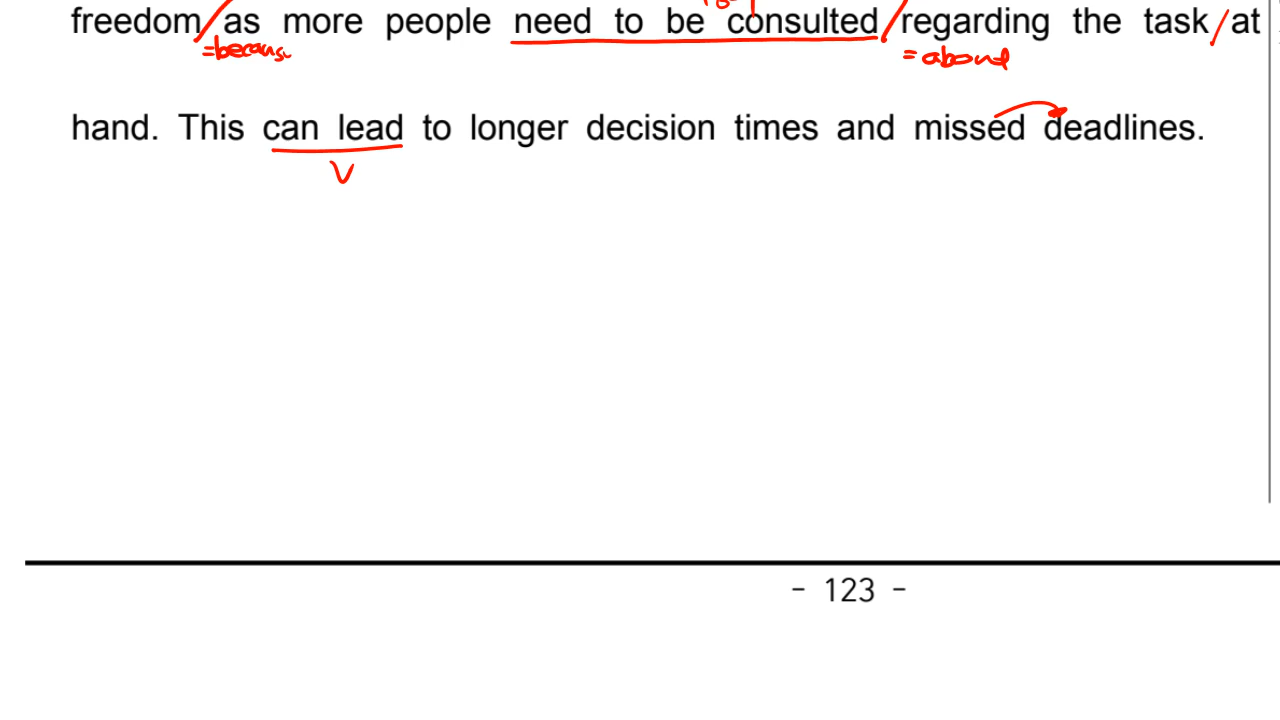 freedom as more people need to be consulted regarding the task at
=because
=about
hand. This can lead to longer decision times and missed deadlines.
V
- 123 -